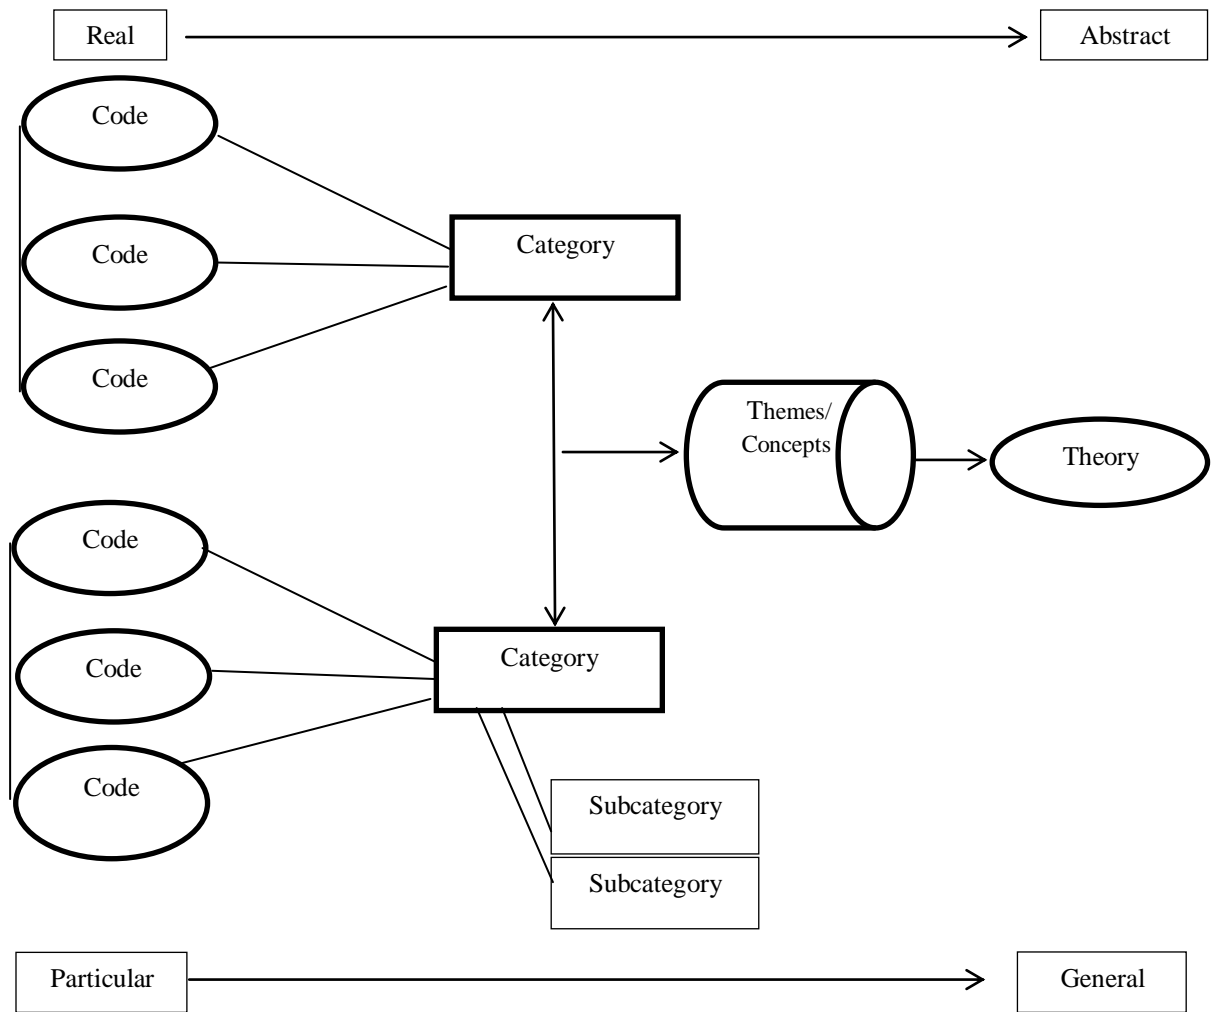 Real
Abstract
Code
Code
Category
Code
Themes/
Concepts
Theory
Code
Code
Category
Code
Subcategory
Subcategory
Particular
General